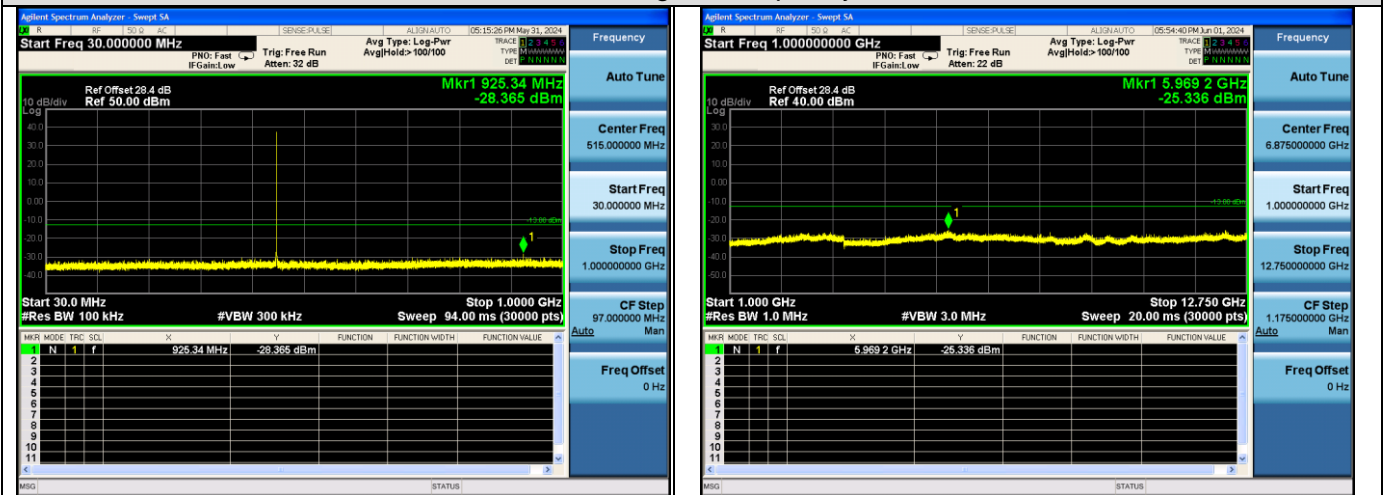 Agilent Spectrum Analyzer - Swept SA
R RF 50 Ω AC SENSE:PULSE ALIGNAUTO 05:15:26 PM May 31, 2024
Start Freq 30.000000 MHz
PNO: Fast
IFGain:Low
Trig: Free Run
Atten: 32 dB
Avg Type: Log-Pwr
Avg|Hold:> 100/100
TRACE 1 2 3 4 5 6
TYPE M
DET P N N N N N
Ref Offset 28.4 dB
10 dB/div Ref 50.00 dBm
Log
Mkr1 925.34 MHz
-28.365 dBm
40.0
30.0
20.0
10.0
0.00
-10.0
-13.00 dBm
-20.0
-30.0
-40.0
1
Start 30.0 MHz Stop 1.0000 GHz
#Res BW 100 kHz #VBW 300 kHz Sweep 94.00 ms (30000 pts)
MKR MODE TRC SCL X Y FUNCTION FUNCTION WIDTH FUNCTION VALUE
1 N 1 f 925.34 MHz -28.365 dBm
2
3
4
5
6
7
8
9
10
11
MSG STATUS
Frequency
Auto Tune
Center Freq
515.000000 MHz
Start Freq
30.000000 MHz
Stop Freq
1.000000000 GHz
CF Step
97.000000 MHz
Auto Man
Freq Offset
0 Hz
Agilent Spectrum Analyzer - Swept SA
R RF 50 Ω AC SENSE:PULSE ALIGNAUTO 05:54:40 PM Jun 01, 2024
Start Freq 1.000000000 GHz
PNO: Fast
IFGain:Low
Trig: Free Run
Atten: 22 dB
Avg Type: Log-Pwr
Avg|Hold:> 100/100
TRACE 1 2 3 4 5 6
TYPE M
DET P N N N N N
Ref Offset 28.4 dB
10 dB/div Ref 40.00 dBm
Log
Mkr1 5.969 2 GHz
-25.336 dBm
30.0
20.0
10.0
0.00
-10.0
-13.00 dBm
-20.0
-30.0
-40.0
-50.0
1
Start 1.000 GHz Stop 12.750 GHz
#Res BW 1.0 MHz #VBW 3.0 MHz Sweep 20.00 ms (30000 pts)
MKR MODE TRC SCL X Y FUNCTION FUNCTION WIDTH FUNCTION VALUE
1 N 1 f 5.969 2 GHz -25.336 dBm
2
3
4
5
6
7
8
9
10
11
MSG STATUS
Frequency
Auto Tune
Center Freq
6.875000000 GHz
Start Freq
1.000000000 GHz
Stop Freq
12.750000000 GHz
CF Step
1.175000000 GHz
Auto Man
Freq Offset
0 Hz